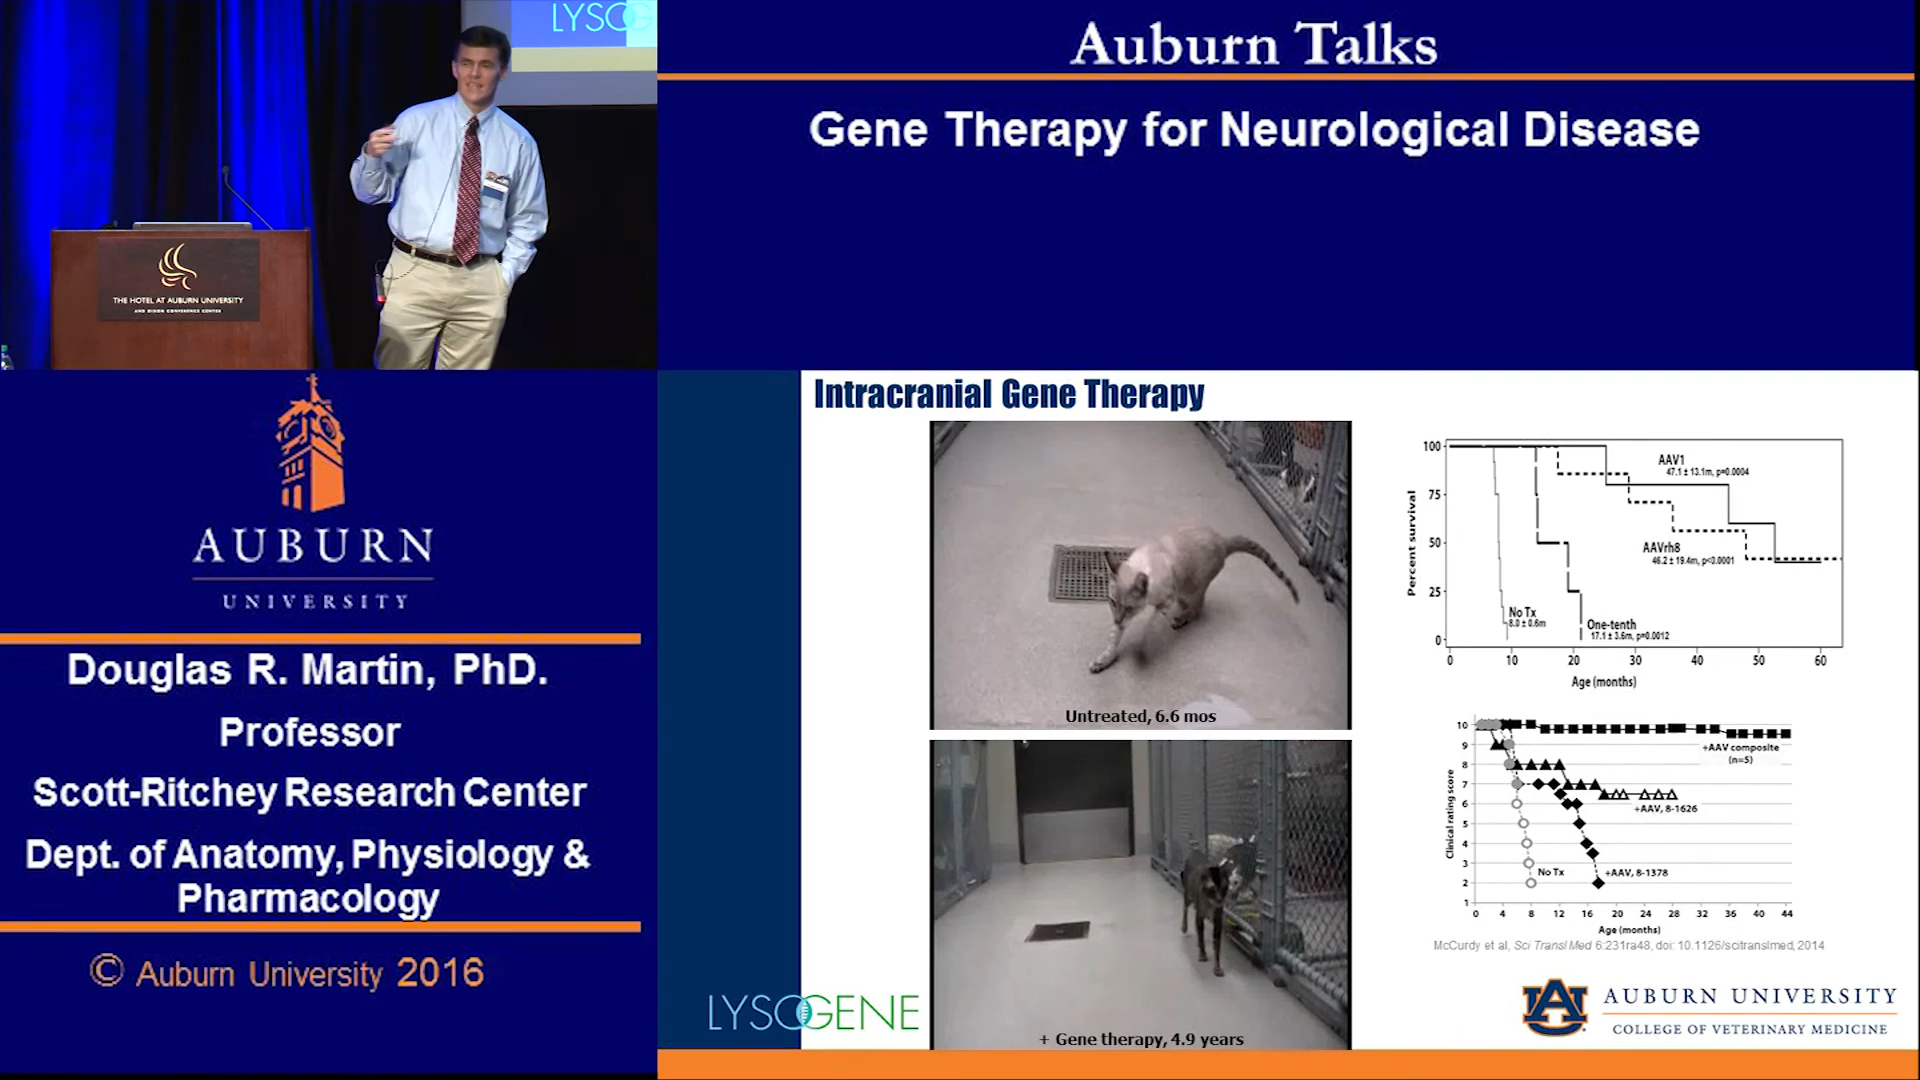 LYSOG
THE HOTEL AT AUBURN UNIVERSITY
AND DIXON CONFERENCE CENTER
Auburn Talks
Gene Therapy for Neurological Disease
AUBURN
UNIVERSITY
Douglas R. Martin, PhD.
Professor
Scott-Ritchey Research Center
Dept. of Anatomy, Physiology &
Pharmacology
© Auburn University 2016
Intracranial Gene Therapy
Untreated, 6.6 mos
+ Gene therapy, 4.9 years
LYSOGENE
Percent survival
100
75
50
25
0
AAV1
47.1 ± 13.1m, p=0.0004
AAVrh8
46.2 ± 19.4m, p<0.0001
No Tx
8.0 ± 0.6m
One-tenth
17.1 ± 3.6m, p=0.0012
0 10 20 30 40 50 60
Age (months)
Clinical rating score
10
9
8
7
6
5
4
3
2
1
+AAV composite
(n=5)
+AAV, 8-1626
No Tx
+AAV, 8-1378
0 4 8 12 16 20 24 28 32 36 40 44
Age (months)
McCurdy et al, Sci Transl Med 6:231ra48, doi: 10.1126/scitranslmed, 2014
AU
AUBURN UNIVERSITY
COLLEGE OF VETERINARY MEDICINE